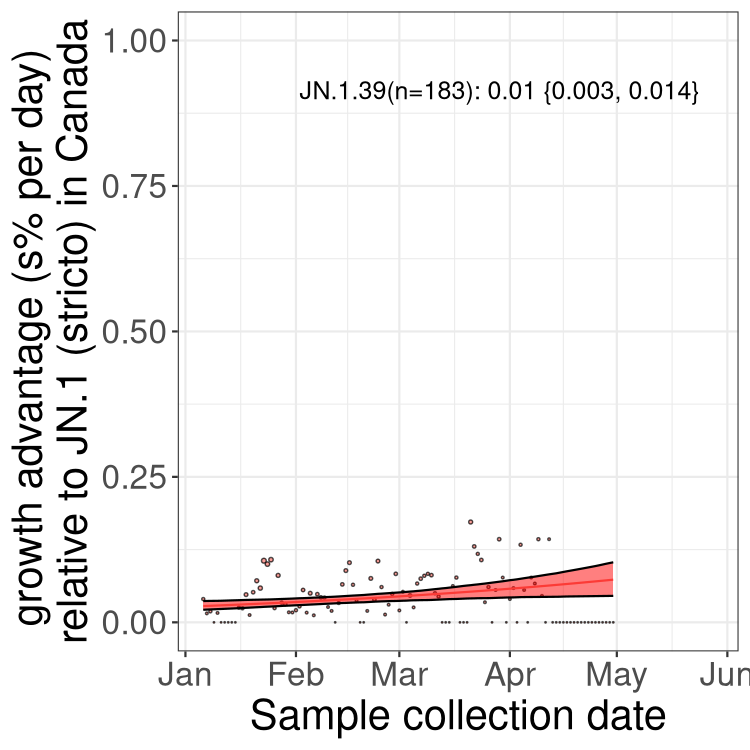 growth advantage (s% per day)
relative to JN.1 (stricto) in Canada
1.00
0.75
0.50
0.25
0.00
JN.1.39(n=183): 0.01 {0.003, 0.014}
Jan Feb Mar Apr May Jun
Sample collection date